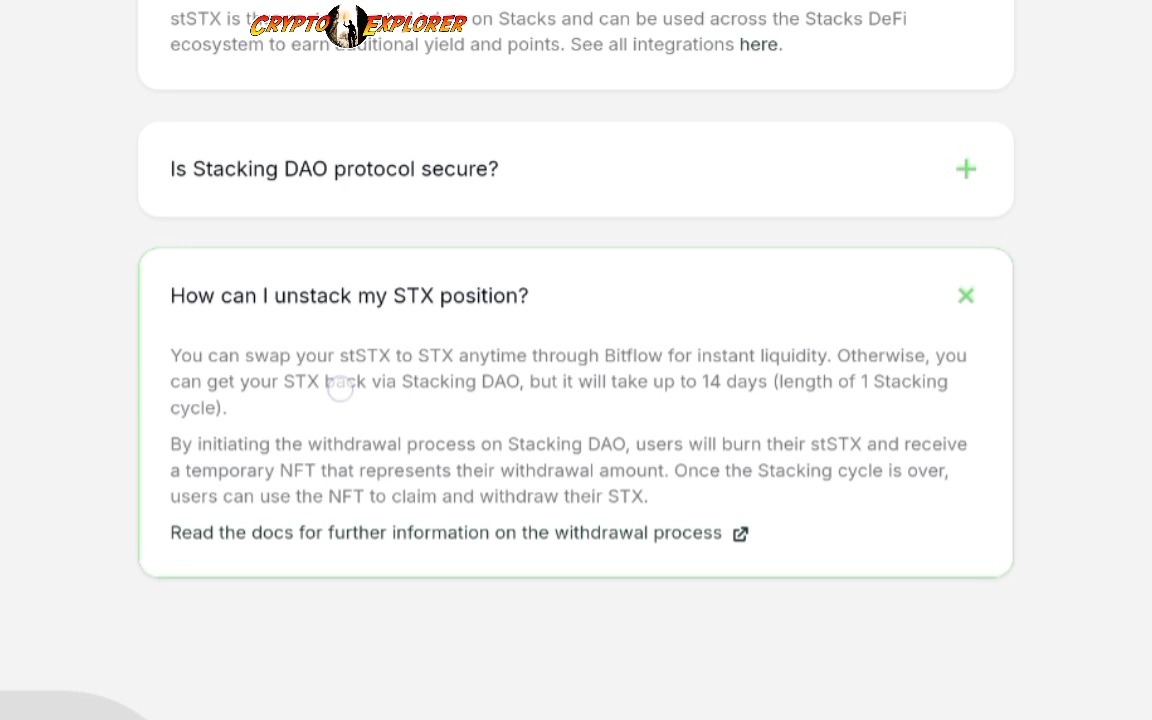 stSTX is on Stacks and can be used across the Stacks DeFi
CRYPTO EXPLORER
ecosystem to earn additional yield and points. See all integrations here.
Is Stacking DAO protocol secure?
How can I unstack my STX position?
You can swap your stSTX to STX anytime through Bitflow for instant liquidity. Otherwise, you
can get your STX back via Stacking DAO, but it will take up to 14 days (length of 1 Stacking
cycle).
By initiating the withdrawal process on Stacking DAO, users will burn their stSTX and receive
a temporary NFT that represents their withdrawal amount. Once the Stacking cycle is over,
users can use the NFT to claim and withdraw their STX.
Read the docs for further information on the withdrawal process